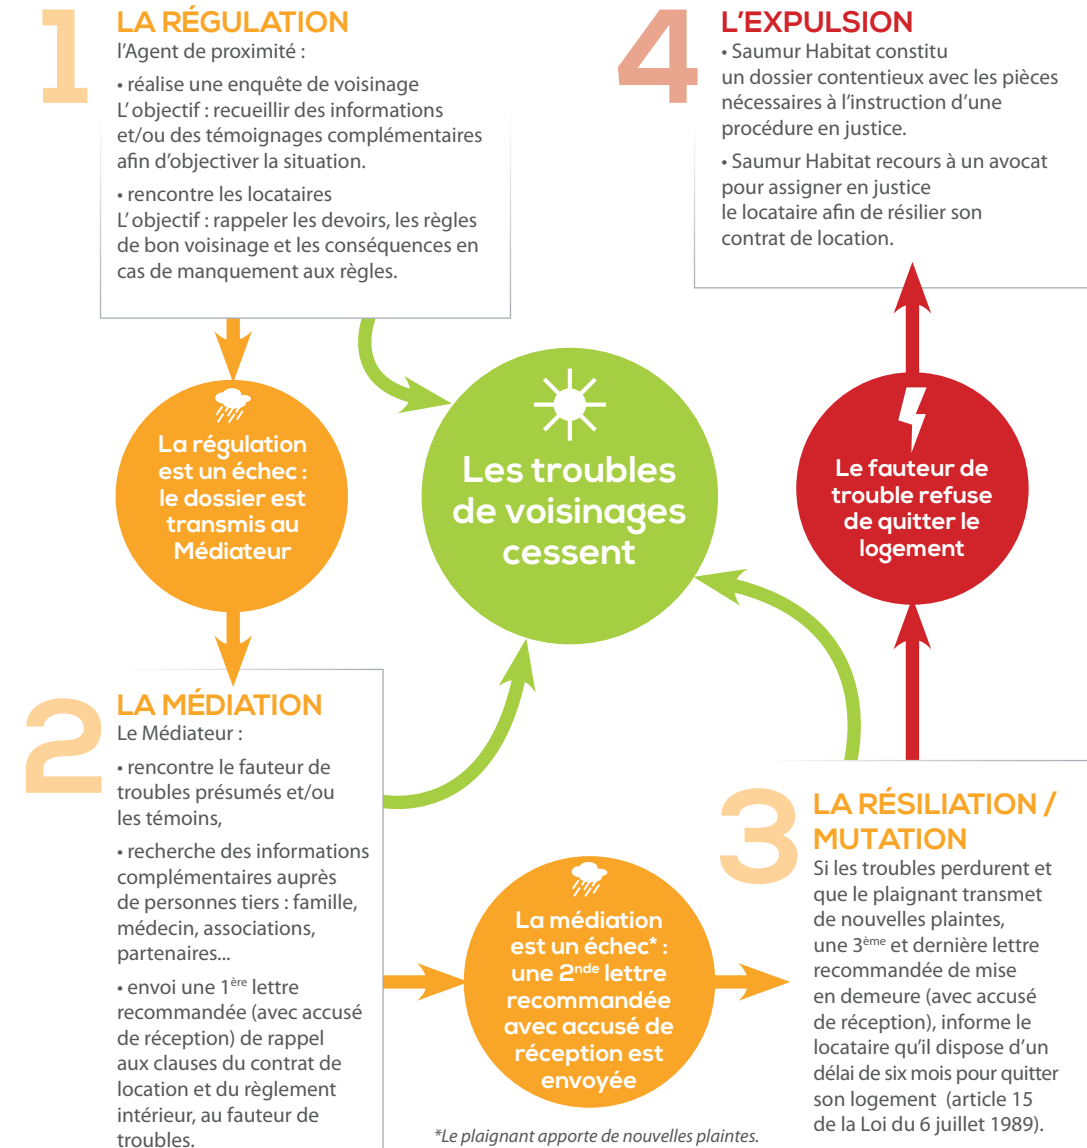 1
LA RÉGULATION
l'Agent de proximité :
• réalise une enquête de voisinage
L' objectif : recueillir des informations
et/ou des témoignages complémentaires
afin d'objectiver la situation.
• rencontre les locataires
L' objectif : rappeler les devoirs, les règles
de bon voisinage et les conséquences en
cas de manquement aux règles.
La régulation
est un échec :
le dossier est
transmis au
Médiateur
Les troubles
de voisinages
cessent
2
LA MÉDIATION
Le Médiateur :
• rencontre le fauteur de
troubles présumés et/ou
les témoins,
• recherche des informations
complémentaires auprès
de personnes tiers : famille,
médecin, associations,
partenaires...
• envoi une 1ère lettre
recommandée (avec accusé
de réception) de rappel
aux clauses du contrat de
location et du règlement
intérieur, au fauteur de
troubles.
La médiation
est un échec* :
une 2nde lettre
recommandée
avec accusé de
réception est
envoyée
*Le plaignant apporte de nouvelles plaintes.
3
LA RÉSILIATION /
MUTATION
Si les troubles perdurent et
que le plaignant transmet
de nouvelles plaintes,
une 3ème et dernière lettre
recommandée de mise
en demeure (avec accusé
de réception), informe le
locataire qu'il dispose d'un
délai de six mois pour quitter
son logement (article 15
de la Loi du 6 juillet 1989).
Le fauteur de
trouble refuse
de quitter le
logement
4
L'EXPULSION
• Saumur Habitat constitu
un dossier contentieux avec les pièces
nécessaires à l'instruction d'une
procédure en justice.
• Saumur Habitat recours à un avocat
pour assigner en justice
le locataire afin de résilier son
contrat de location.